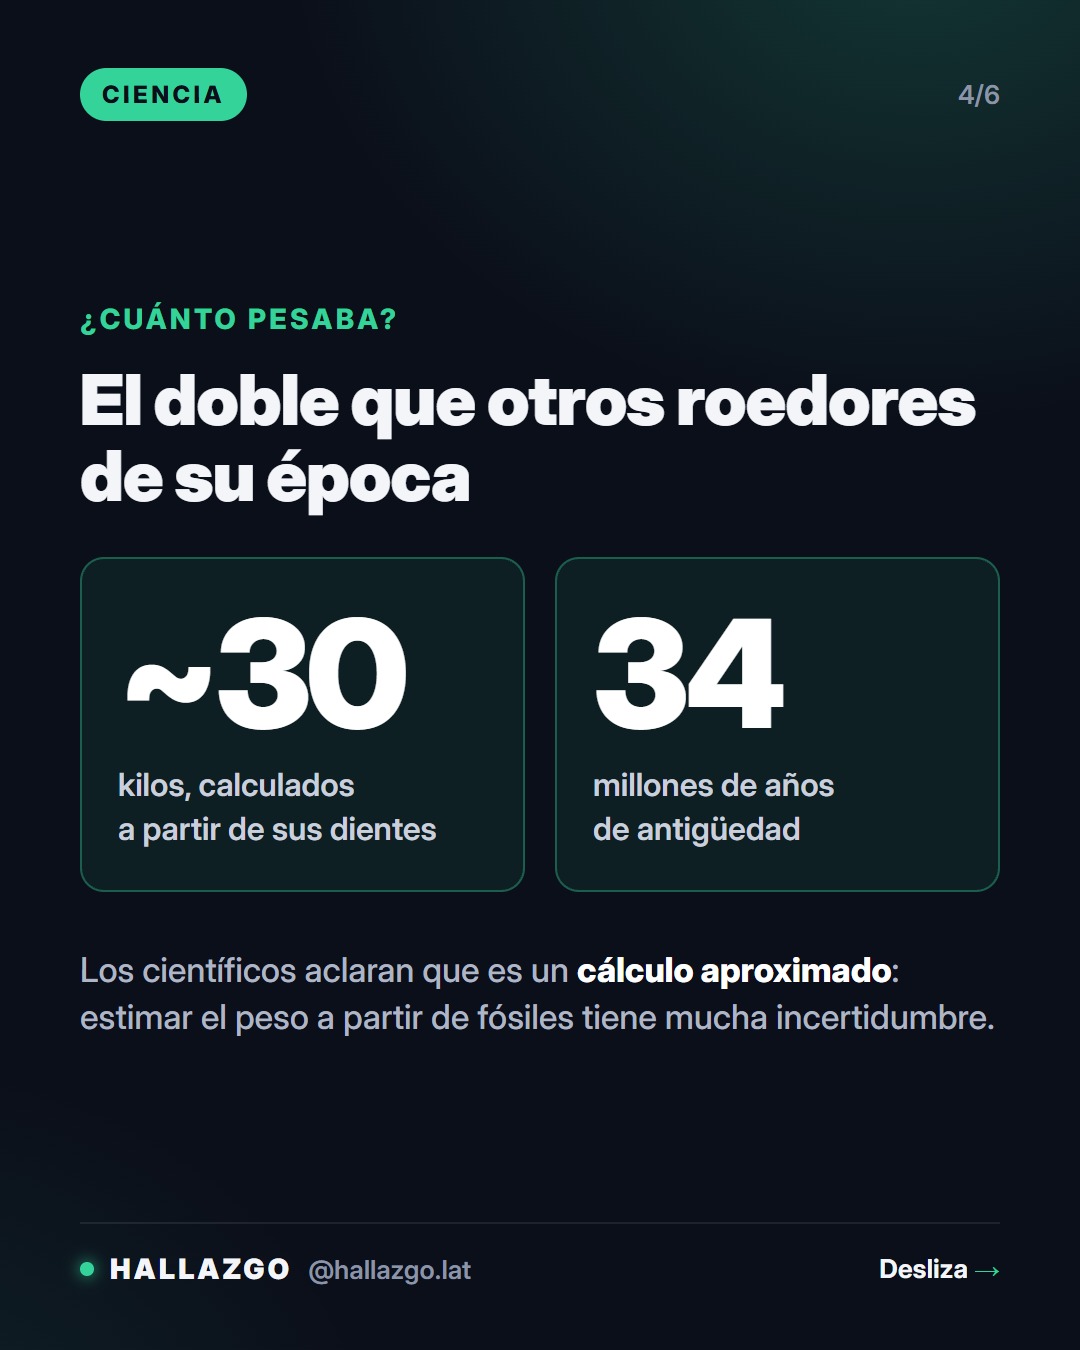 CIENCIA
4/6
¿CUÁNTO PESABA?
El doble que otros roedores
de su época
~30
kilos, calculados
a partir de sus dientes
34
millones de años
de antigüedad
Los científicos aclaran que es un cálculo aproximado:
estimar el peso a partir de fósiles tiene mucha incertidumbre.
HALLAZGO @hallazgo.lat
Desliza →